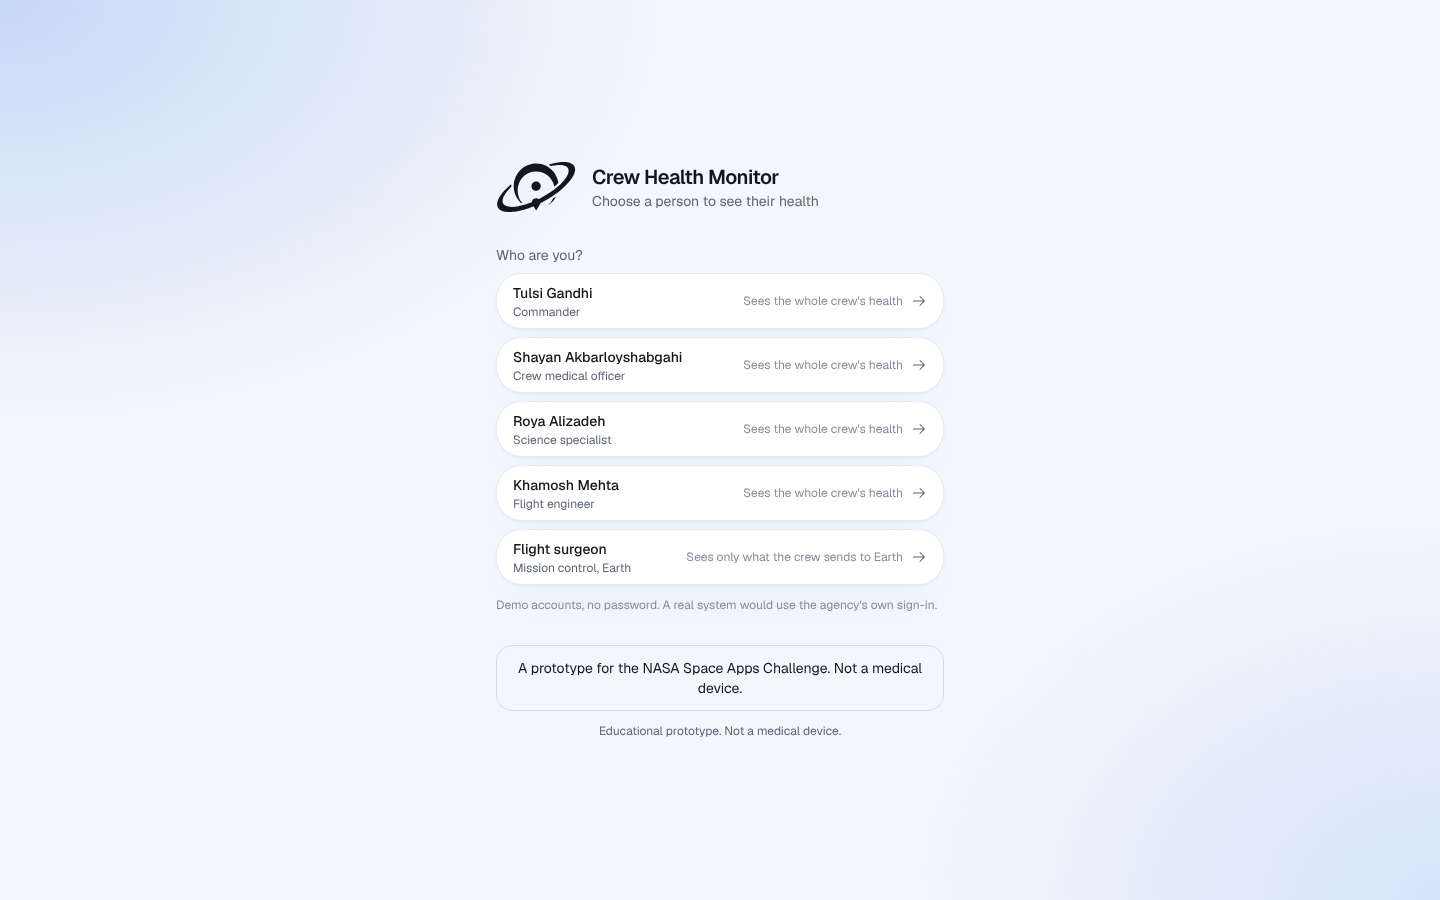 Crew Health Monitor
Choose a person to see their health
Who are you?
Tulsi Gandhi
Commander
Sees the whole crew's health
Shayan Akbarloyshabgahi
Crew medical officer
Sees the whole crew's health
Roya Alizadeh
Science specialist
Sees the whole crew's health
Khamosh Mehta
Flight engineer
Sees the whole crew's health
Flight surgeon
Mission control, Earth
Sees only what the crew sends to Earth
Demo accounts, no password. A real system would use the agency's own sign-in.
A prototype for the NASA Space Apps Challenge. Not a medical
device.
Educational prototype. Not a medical device.